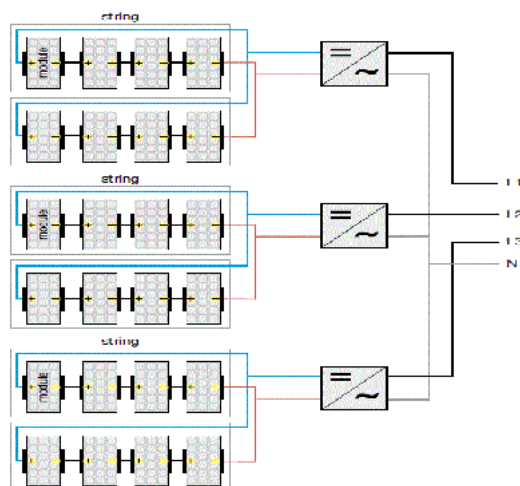 string
module
L1
string
module
L2
L3
N
string
module